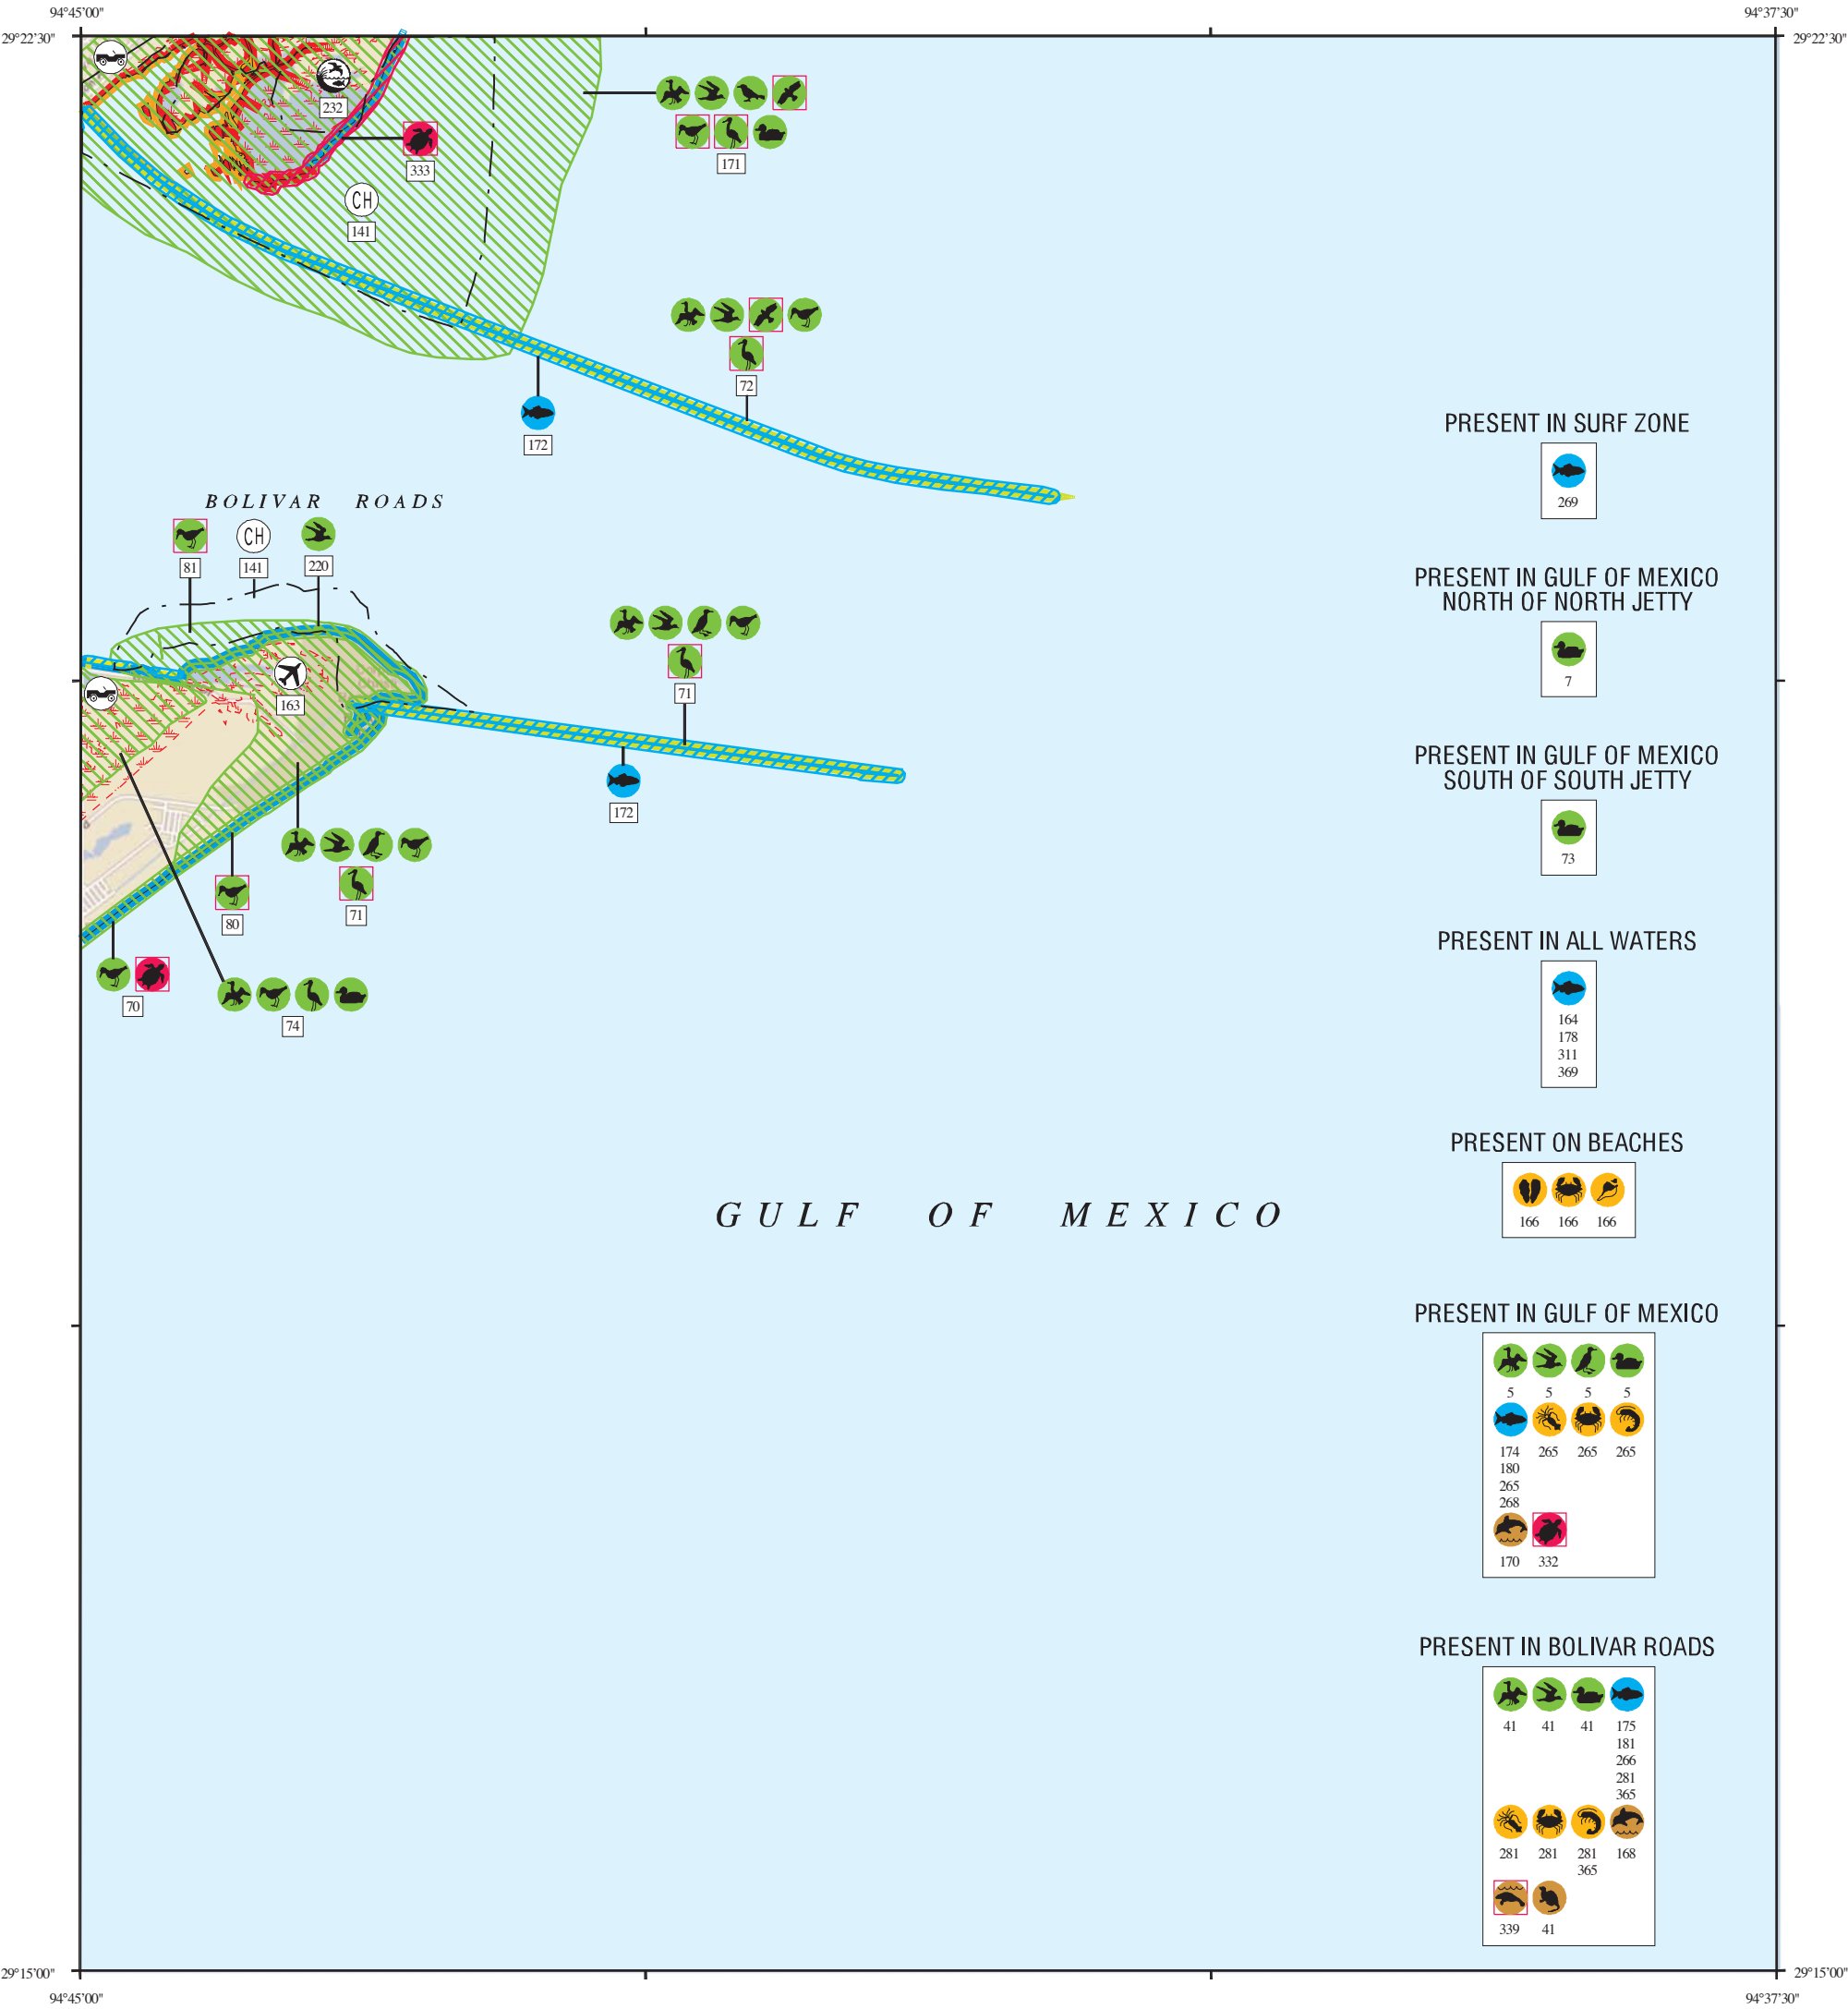 94°45'00"
94°37'30"
29°22'30"
29°22'30"
232
333
171
CH
141
72
172
PRESENT IN SURF ZONE
269
BOLIVAR ROADS
CH
81
141
220
PRESENT IN GULF OF MEXICO
NORTH OF NORTH JETTY
7
163
71
172
PRESENT IN GULF OF MEXICO
SOUTH OF SOUTH JETTY
73
80
71
70
74
PRESENT IN ALL WATERS
164
178
311
369
PRESENT ON BEACHES
166 166 166
GULF OF MEXICO
PRESENT IN GULF OF MEXICO
5 5 5 5
174 265 265 265
180
265
268
170 332
PRESENT IN BOLIVAR ROADS
41 41 41 175
181
266
281
365
281 281 281 168
365
339 41
29°15'00"
29°15'00"
94°45'00"
94°37'30"